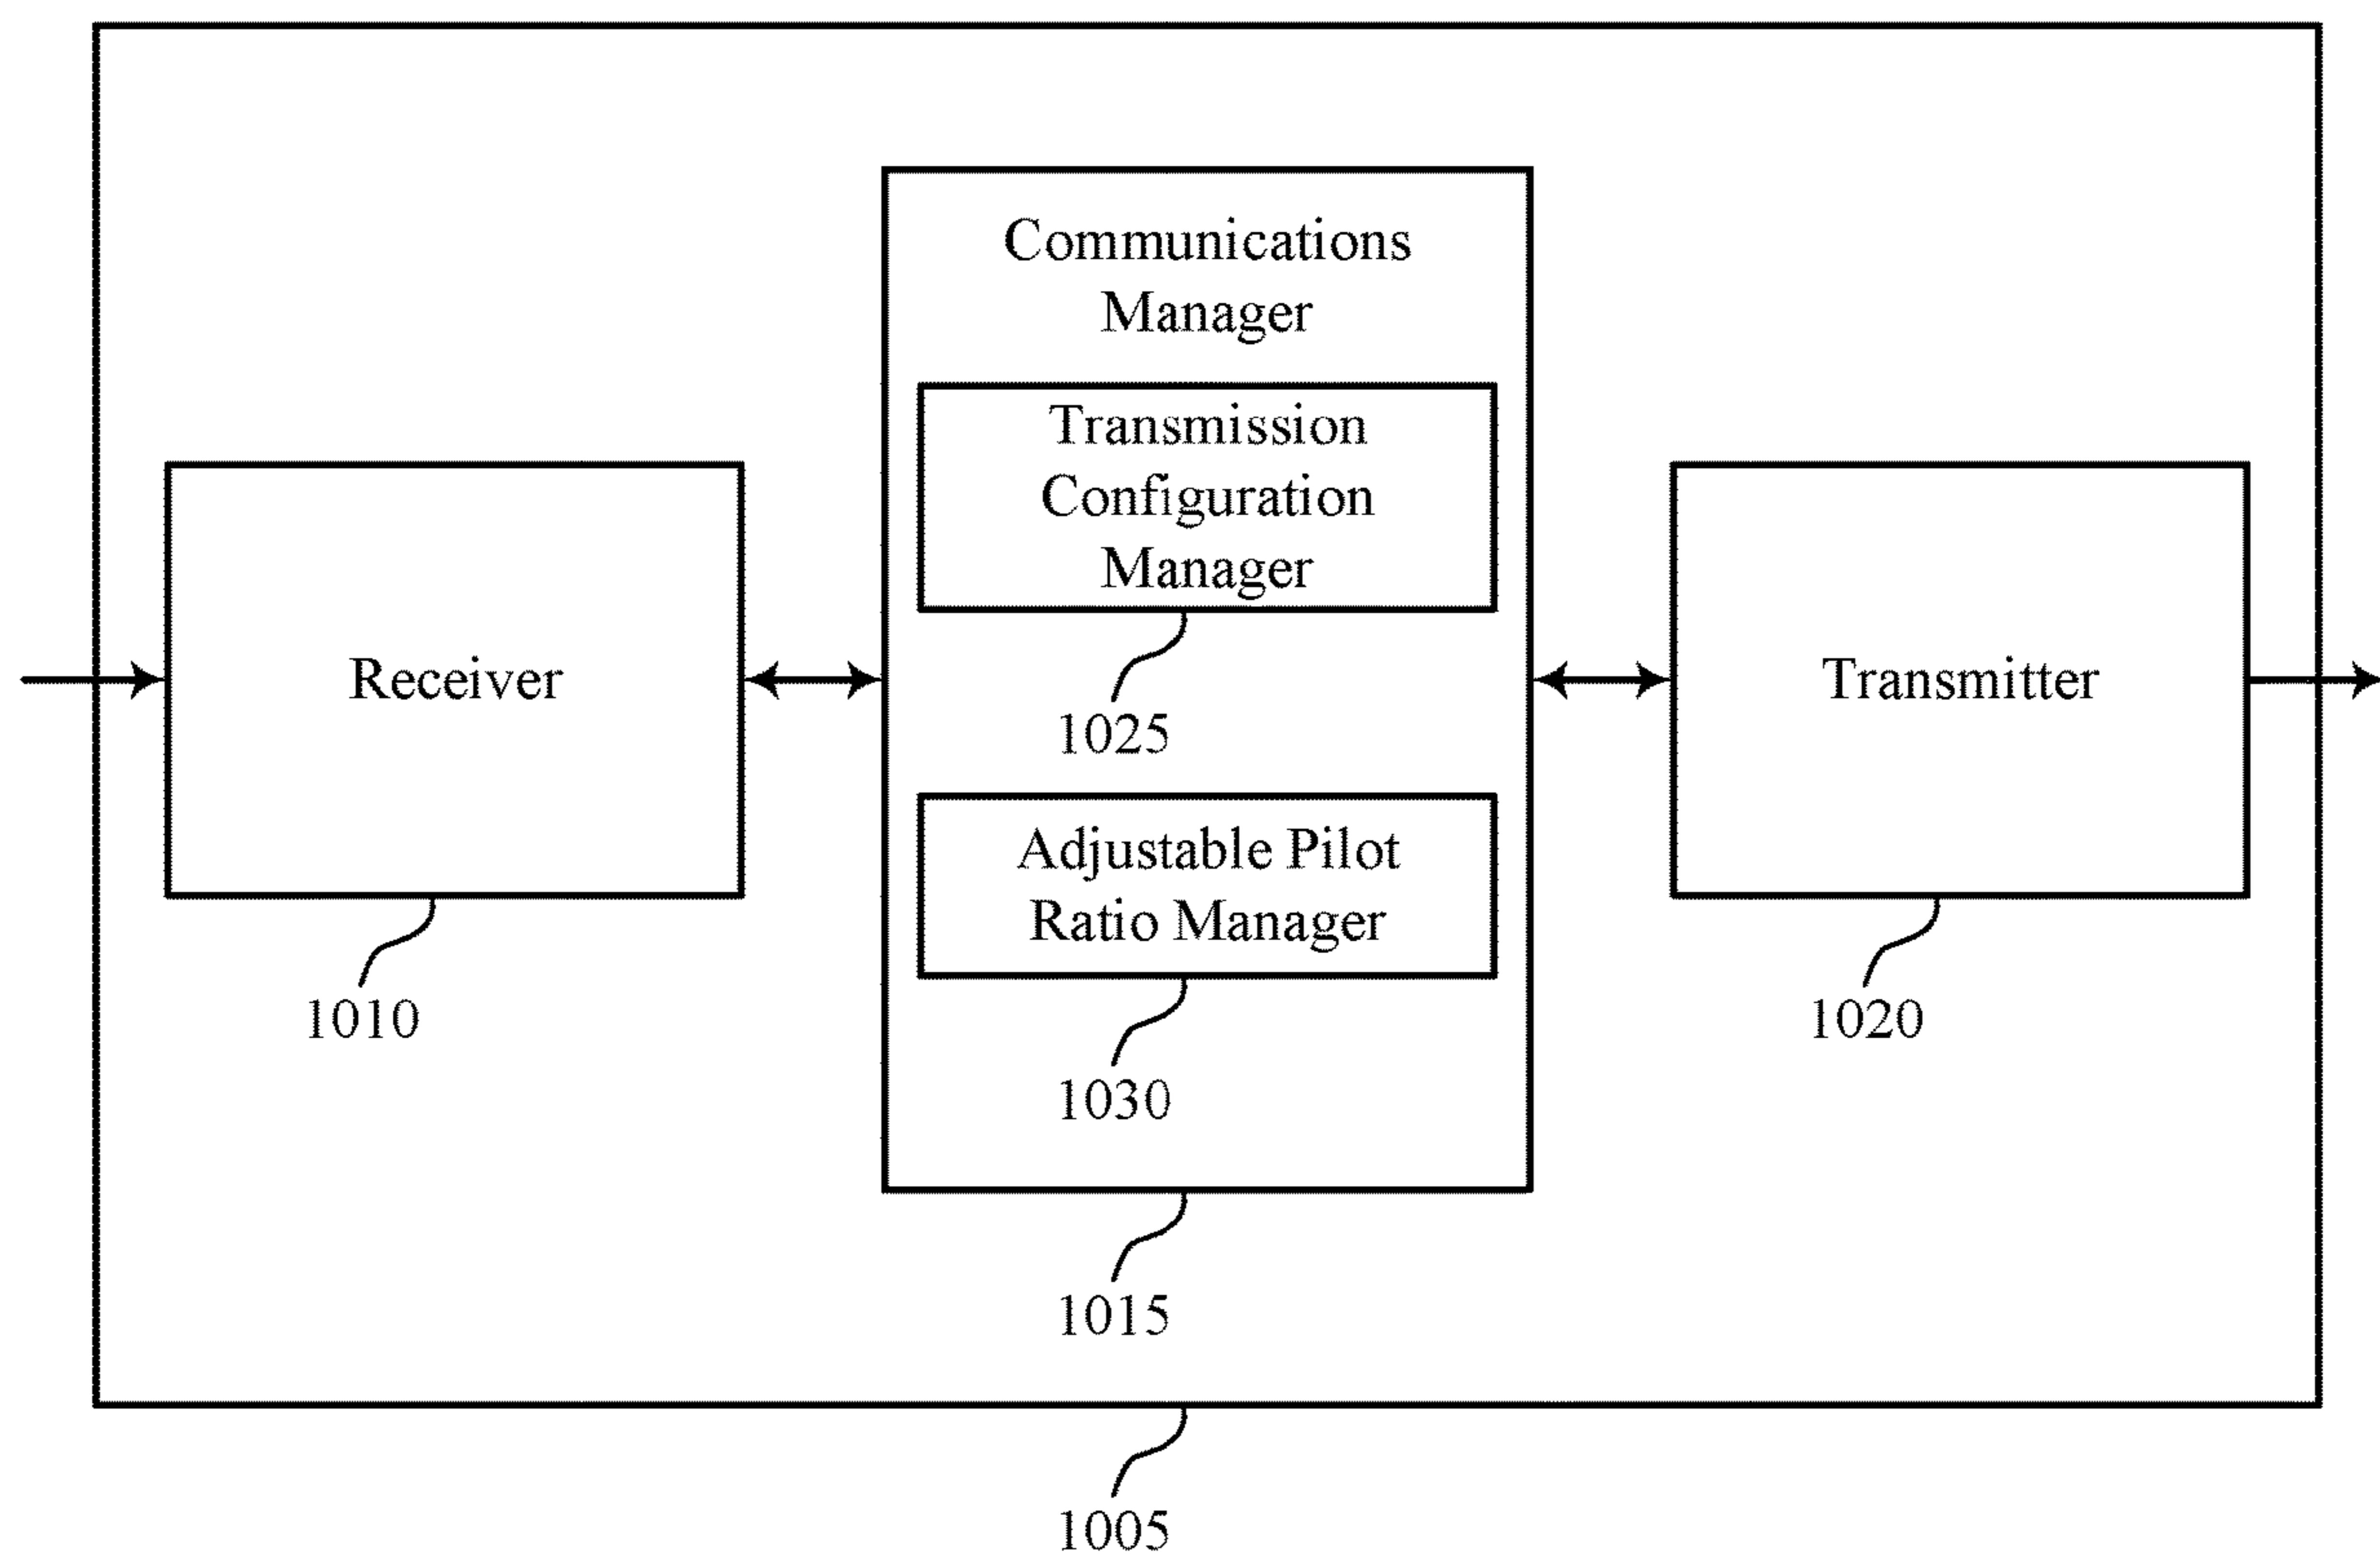 Communications
Manager
Transmission
Configuration
Manager
1025
Receiver
1010
Adjustable Pilot
Ratio Manager
1030
Transmitter
1020
1015
1005